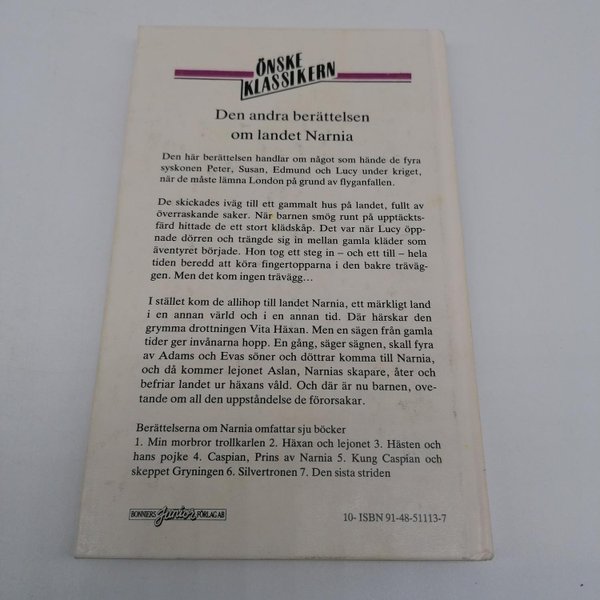 ÖNSKE
KLASSIKERN
Den andra berättelsen
om landet Narnia
Den här berättelsen handlar om något som hände de fyra
syskonen Peter, Susan, Edmund och Lucy under kriget,
när de måste lämna London på grund av flyganfallen.
De skickades iväg till ett gammalt hus på landet, fullt av
överraskande saker. När barnen smög runt på upptäckts-
färd hittade de ett stort klädskåp. Det var när Lucy öpp-
nade dörren och trängde sig in mellan gamla kläder som
äventyret började. Hon tog ett steg in – och ett till – hela
tiden beredd att köra fingertopparna i den bakre träväg-
gen. Men det kom ingen trävägg...
I stället kom de allihop till landet Narnia, ett märkligt land
i en annan värld och i en annan tid. Där härskar den
grymma drottningen Vita Häxan. Men en sägen från gamla
tider ger invånarna hopp. En gång, säger sägnen, skall fyra
av Adams och Evas söner och döttrar komma till Narnia,
och då kommer lejonet Aslan, Narnias skapare, åter och
befriar landet ur häxans våld. Och där är nu barnen, ove-
tande om all den uppståndelse de förorsakar.
Berättelserna om Narnia omfattar sju böcker
1. Min morbror trollkarlen 2. Häxan och lejonet 3. Hästen och
hans pojke 4. Caspian, Prins av Narnia 5. Kung Caspian och
skeppet Gryningen 6. Silvertronen 7. Den sista striden
BONNIERS Junior FÖRLAG AB
10- ISBN 91-48-51113-7